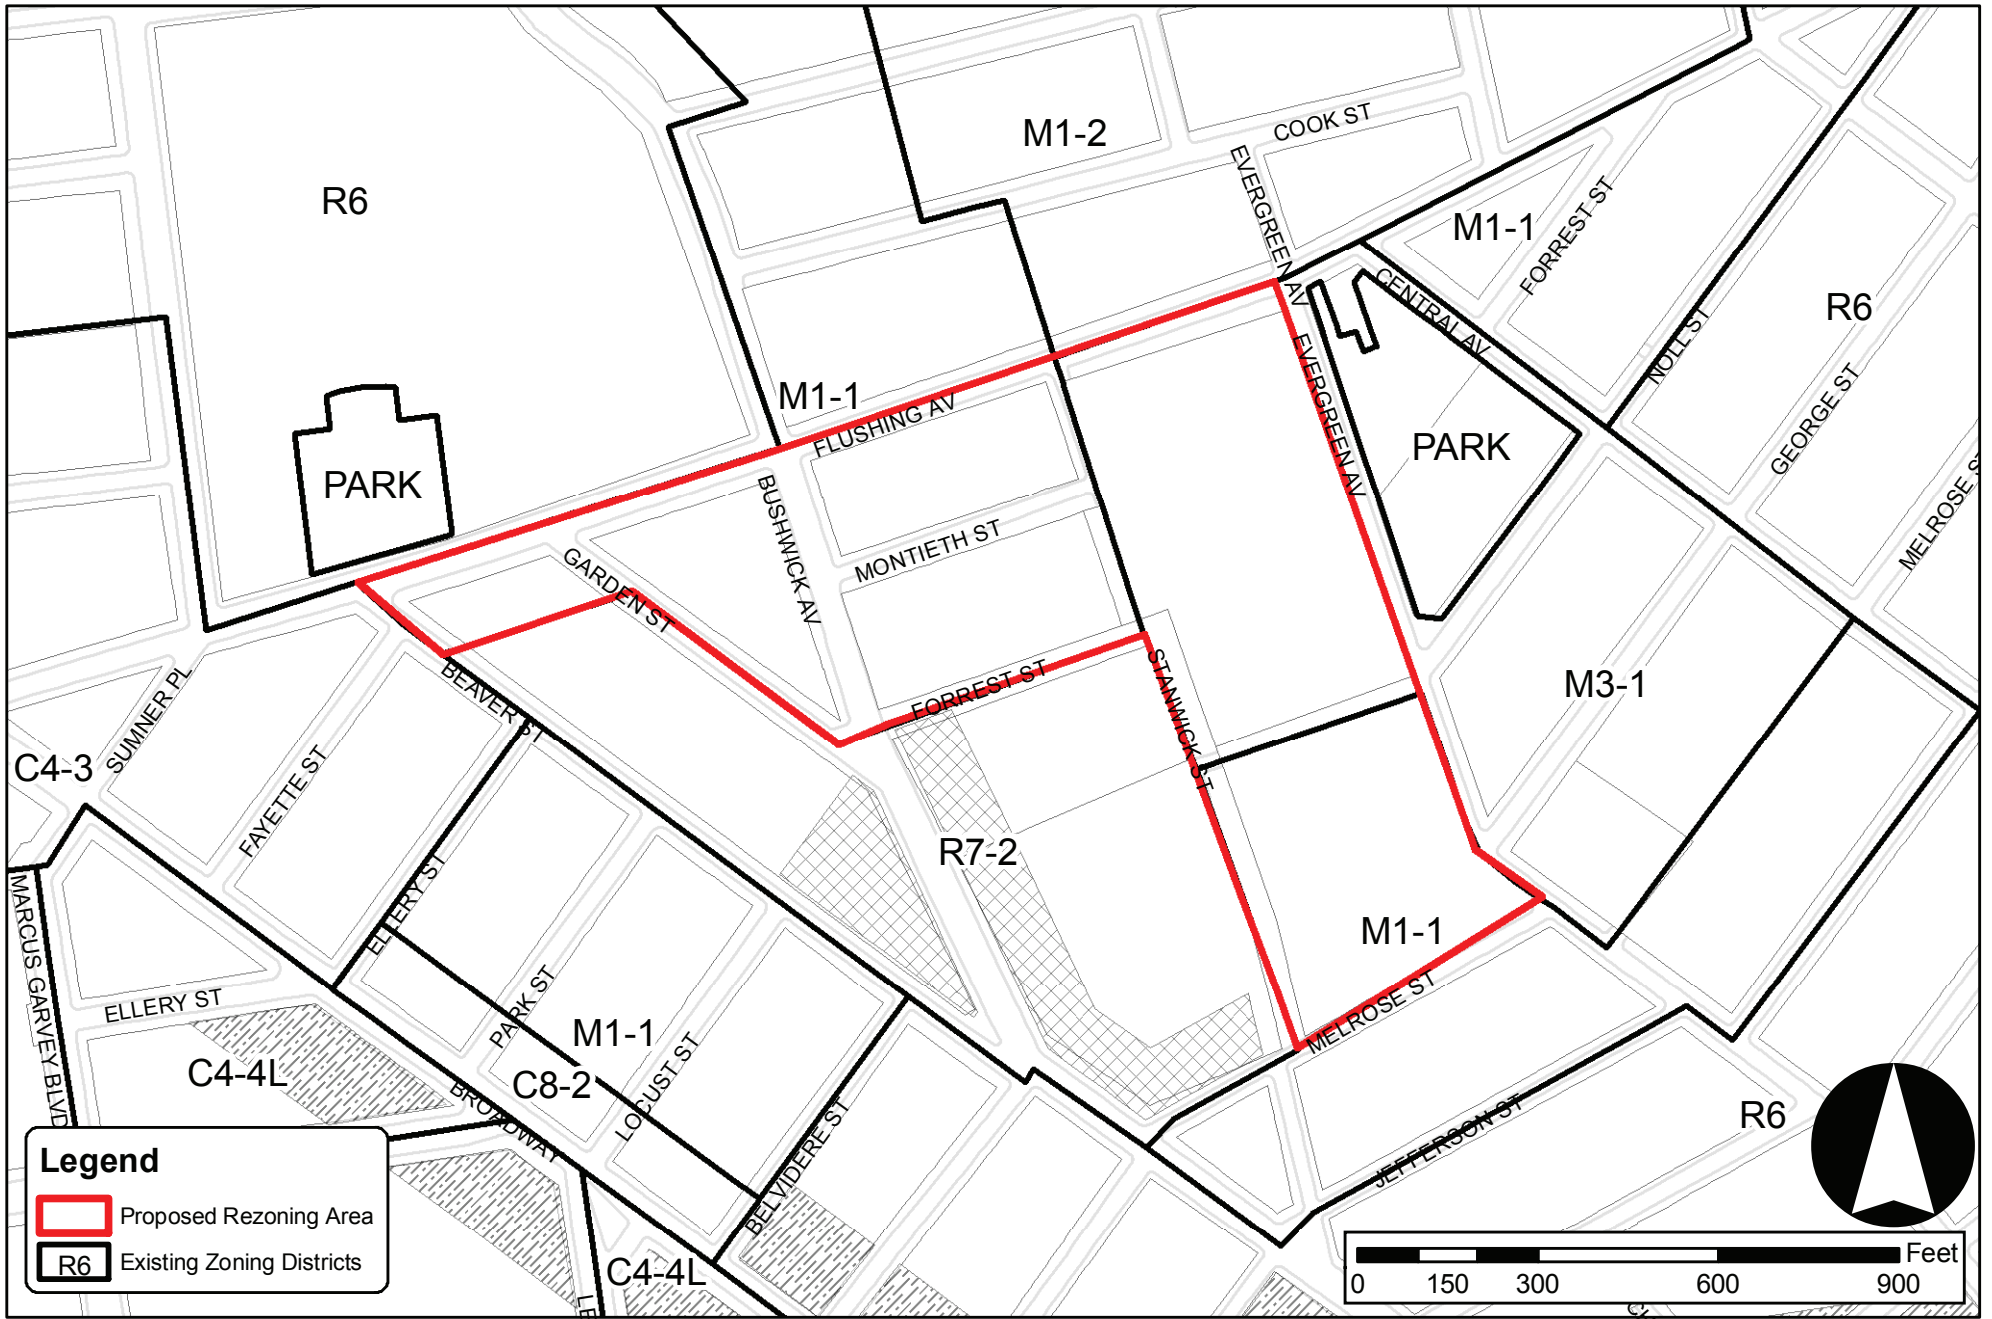 COOK ST
M1-2
EVERGREEN AV
R6
M1-1
FORREST ST
CENTRAL AV
R6
NOLL ST
M1-1
FLUSHING AV
EVERGREEN AV
GEORGE ST
PARK
PARK
BUSHWICK AV
MONTIETH ST
MELROSE S
GARDEN ST
BEAVER ST
FORREST ST
STANWICK ST
M3-1
SUMNER PL
C4-3
FAYETTE ST
R7-2
ELLERY ST
MARCUS GARVEY BLVD
M1-1
ELLERY ST
PARK ST
M1-1
MELROSE ST
C4-4L
C8-2
LOCUST ST
BROADWAY
BELVIDERE ST
JEFFERSON ST
R6
C4-4L
LE
CH
Legend
Proposed Rezoning Area
R6 Existing Zoning Districts
Feet
0 150 300 600 900